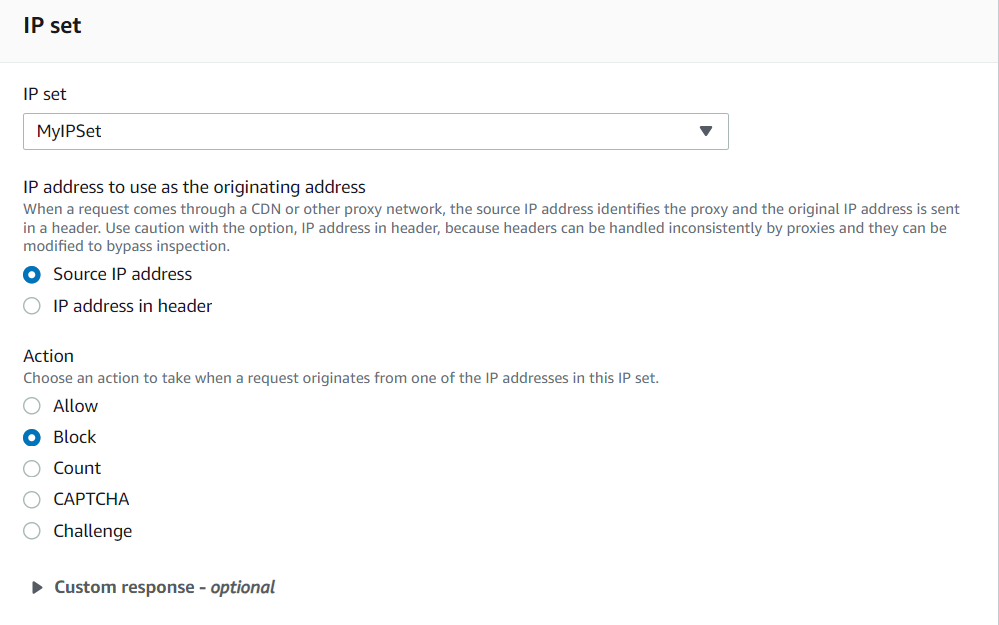 IP set
IP set
MyIPSet
IP address to use as the originating address
When a request comes through a CDN or other proxy network, the source IP address identifies the proxy and the original IP address is sent
in a header. Use caution with the option, IP address in header, because headers can be handled inconsistently by proxies and they can be
modified to bypass inspection.
Source IP address
IP address in header
Action
Choose an action to take when a request originates from one of the IP addresses in this IP set.
Allow
Block
Count
CAPTCHA
Challenge
Custom response - optional